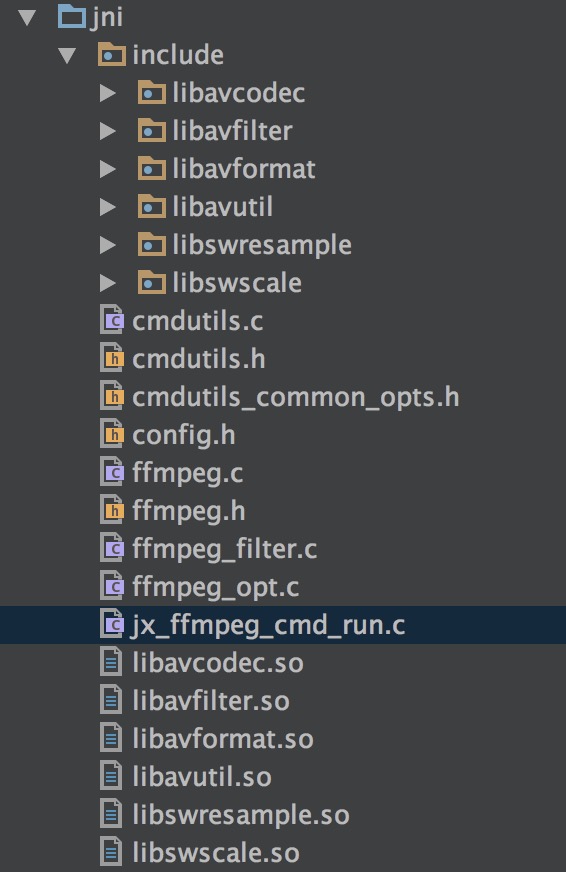 jni
include
libavcodec
libavfilter
libavformat
libavutil
libswresample
libswscale
cmdutils.c
cmdutils.h
cmdutils_common_opts.h
config.h
ffmpeg.c
ffmpeg.h
ffmpeg_filter.c
ffmpeg_opt.c
jx_ffmpeg_cmd_run.c
libavcodec.so
libavfilter.so
libavformat.so
libavutil.so
libswresample.so
libswscale.so